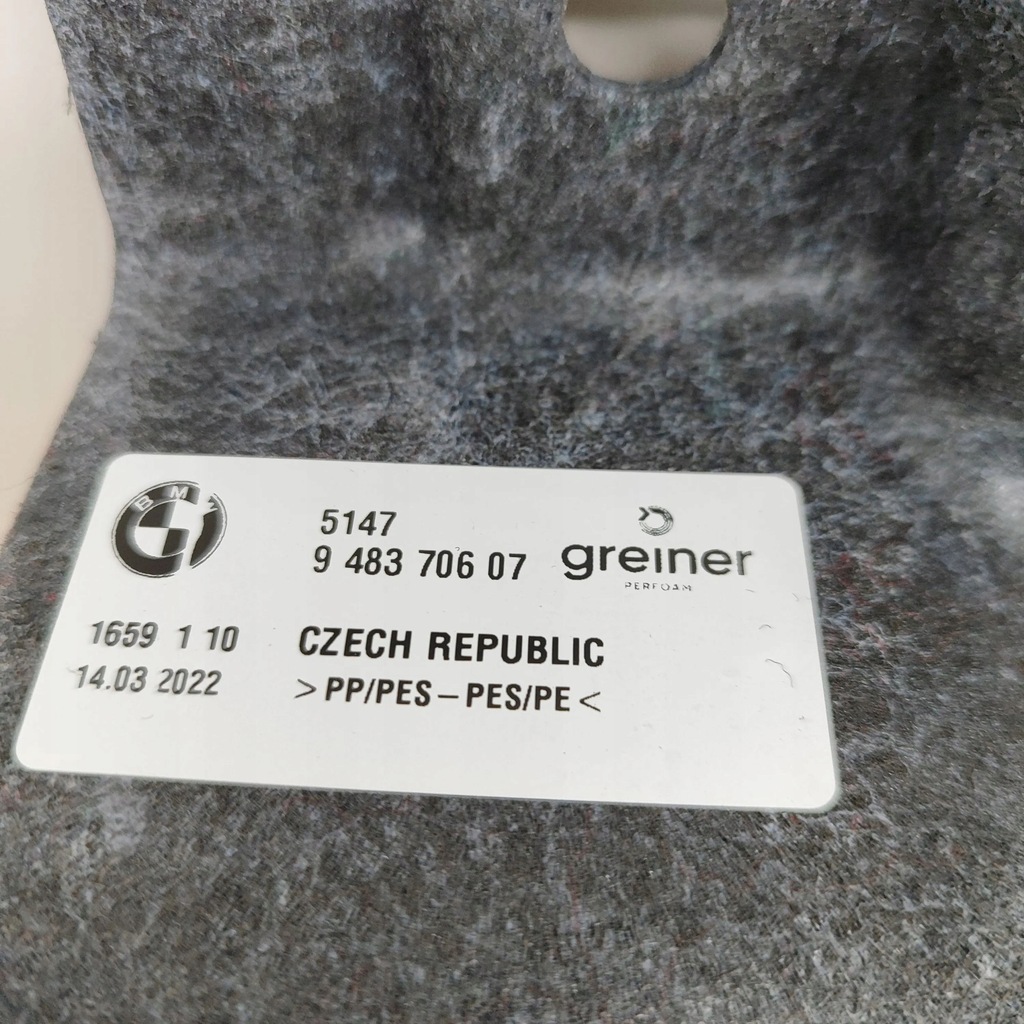 BMW
5147
9 483 706 07
greiner
PERFOAM
1659 1 10
CZECH REPUBLIC
14.03 2022
>PP/PES – PES/PE<